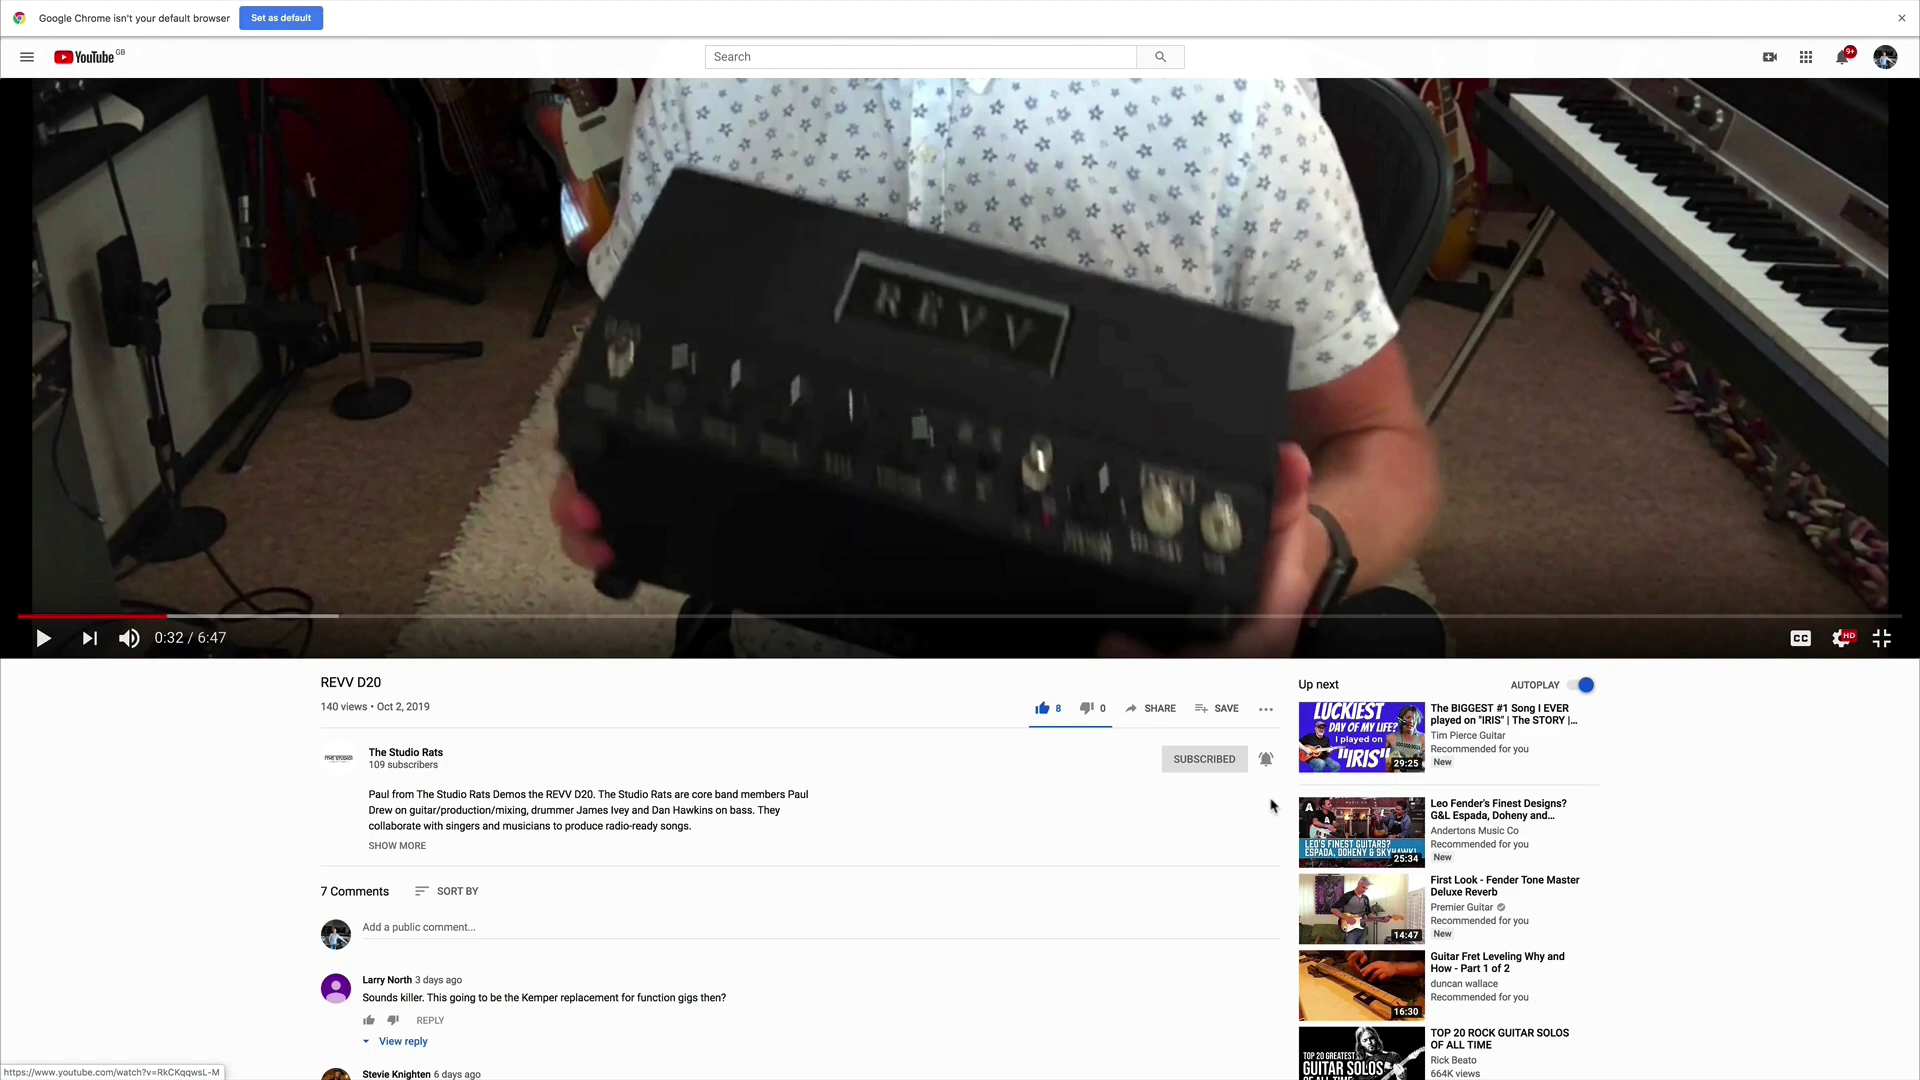 Google Chrome isn't your default browser
Set as default
YouTube GB
Search
9+
REVV
0:32 / 6:47
CC
HD
REVV D20
140 views • Oct 2, 2019
8
0
SHARE
SAVE
The Studio Rats
109 subscribers
SUBSCRIBED
Paul from The Studio Rats Demos the REVV D20. The Studio Rats are core band members Paul
Drew on guitar/production/mixing, drummer James Ivey and Dan Hawkins on bass. They
collaborate with singers and musicians to produce radio-ready songs.
SHOW MORE
7 Comments
SORT BY
Add a public comment...
Larry North 3 days ago
Sounds killer. This going to be the Kemper replacement for function gigs then?
REPLY
View reply
Stevie Knighten 6 days ago
https://www.youtube.com/watch?v=RkCKqqwsL-M
Up next
AUTOPLAY
LUCKIEST
DAY OF MY LIFE?
I played on
"IRIS"
29:25
The BIGGEST #1 Song I EVER
played on "IRIS" | The STORY |...
Tim Pierce Guitar
Recommended for you
New
LEO'S FINEST GUITARS?
ESPADA, DOHENY & SKYHAWK
25:34
Leo Fender's Finest Designs?
G&L Espada, Doheny and...
Andertons Music Co
Recommended for you
New
14:47
First Look - Fender Tone Master
Deluxe Reverb
Premier Guitar
Recommended for you
New
16:30
Guitar Fret Leveling Why and
How - Part 1 of 2
duncan wallace
Recommended for you
TOP 20 GREATEST
GUITAR SOLOS
OF ALL TIME
TOP 20 ROCK GUITAR SOLOS
OF ALL TIME
Rick Beato
664K views